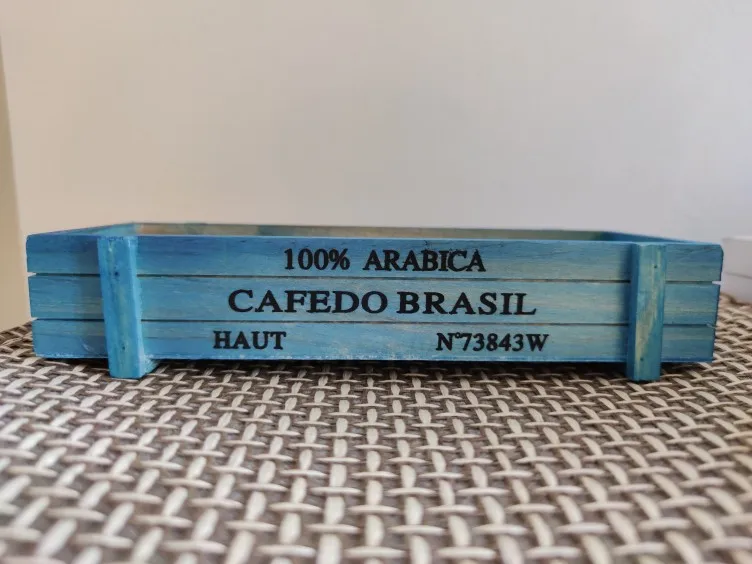 100% ARABICA
CAFEDO BRASIL
HAUT N°73843W